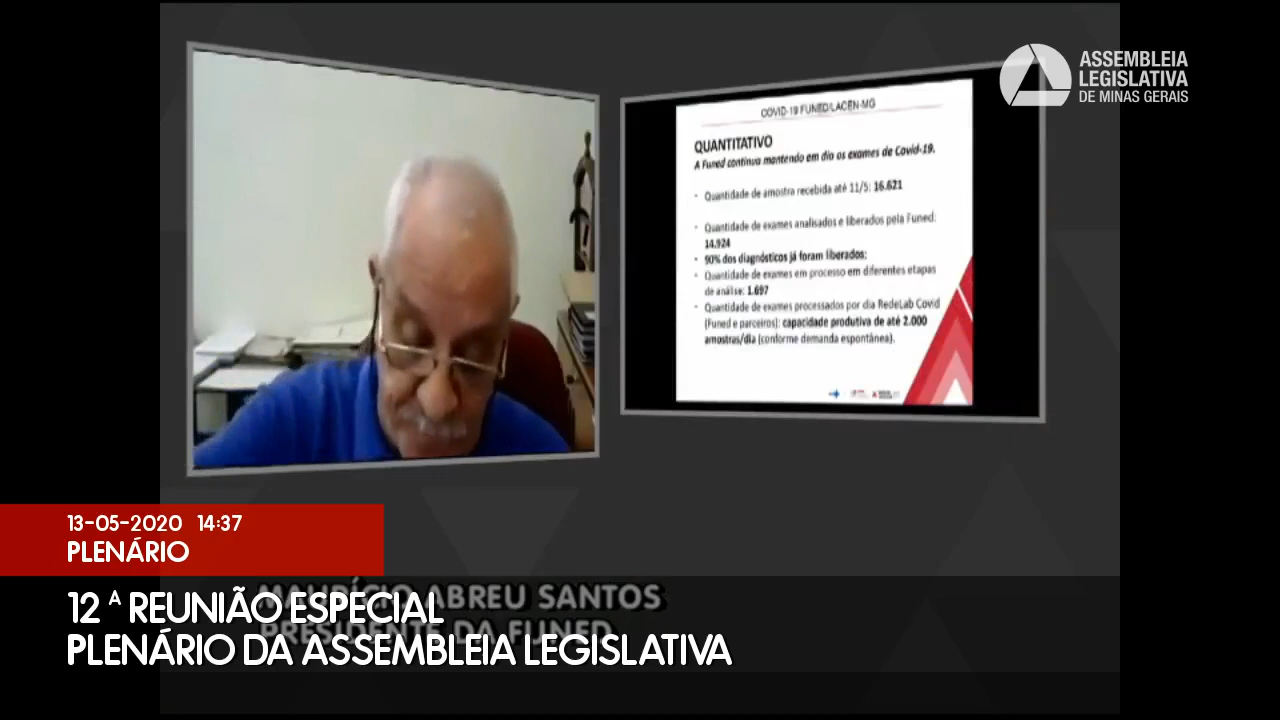 ASSEMBLEIA
LEGISLATIVA
DE MINAS GERAIS
COVID-19 FUNED/LACEN-MG
QUANTITATIVO
A Funed continua mantendo em dia os exames de Covid-19.
• Quantidade de amostra recebida até 11/5: 16.621
• Quantidade de exames analisados e liberados pela Funed:
14.924
• 90% dos diagnósticos já foram liberados;
• Quantidade de exames em processo em diferentes etapas
de análise: 1.697
• Quantidade de exames processados por dia RedeLab Covid
(Funed e parceiros): capacidade produtiva de até 2.000
amostras/dia (conforme demanda espontânea).
13-05-2020 14:37
PLENÁRIO
MAURÍCIO ABREU SANTOS
PRESIDENTE DA FUNED
12ª REUNIÃO ESPECIAL
PLENÁRIO DA ASSEMBLEIA LEGISLATIVA